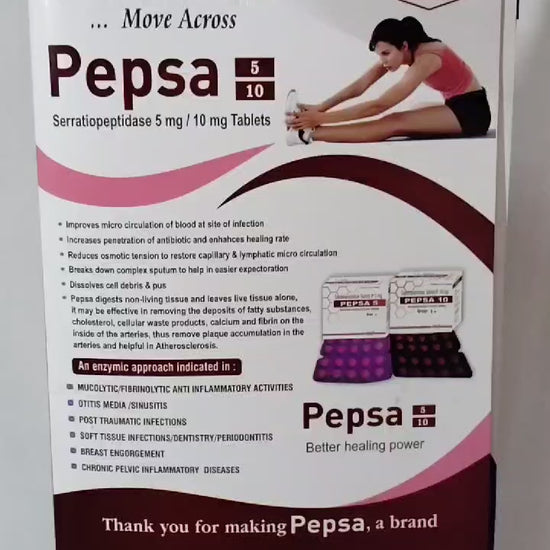 ... Move Across
Pepsa 5
10
Serratiopeptidase 5 mg / 10 mg Tablets
Improves micro circulation of blood at site of infection
Increases penetration of antibiotic and enhances healing rate
Reduces osmotic tension to restore capillary & lymphatic micro circulation
Breaks down complex sputum to help in easier expectoration
Dissolves cell debris & pus
Pepsa digests non-living tissue and leaves live tissue alone,
it may be effective in removing the deposits of fatty substances,
cholesterol, cellular waste products, calcium and fibrin on the
inside of the arteries, thus remove plaque accumulation in the
arteries and helpful in Atherosclerosis.
PEPSA 5
PEPSA 10
An enzymic approach indicated in :
MUCOLYTIC/FIBRINOLYTIC ANTI INFLAMMATORY ACTIVITIES
OTITIS MEDIA /SINUSITIS
POST TRAUMATIC INFECTIONS
SOFT TISSUE INFECTIONS/DENTISTRY/PERIODONTITIS
BREAST ENGORGEMENT
CHRONIC PELVIC INFLAMMATORY DISEASES
Pepsa 5
10
Better healing power
Thank you for making Pepsa, a brand